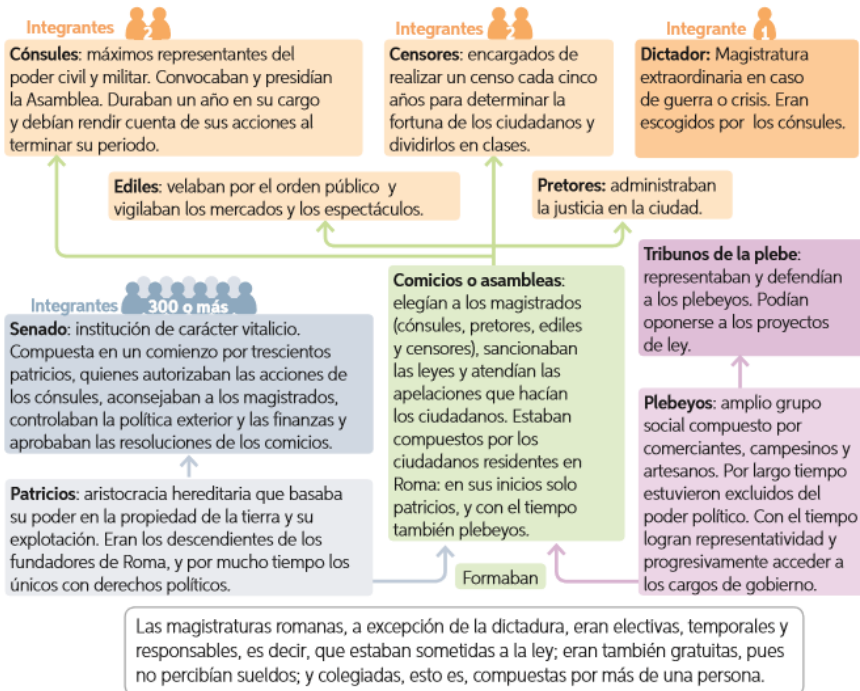 Integrantes 2
Cónsules: máximos representantes del
poder civil y militar. Convocaban y presidían
la Asamblea. Duraban un año en su cargo
y debían rendir cuenta de sus acciones al
terminar su periodo.
Integrantes 2
Censores: encargados de
realizar un censo cada cinco
años para determinar la
fortuna de los ciudadanos y
dividirlos en clases.
Integrante 1
Dictador: Magistratura
extraordinaria en caso
de guerra o crisis. Eran
escogidos por los cónsules.
Ediles: velaban por el orden público y
vigilaban los mercados y los espectáculos.
Pretores: administraban
la justicia en la ciudad.
Integrantes 300 o más
Senado: institución de carácter vitalicio.
Compuesta en un comienzo por trescientos
patricios, quienes autorizaban las acciones de
los cónsules, aconsejaban a los magistrados,
controlaban la política exterior y las finanzas y
aprobaban las resoluciones de los comicios.
Comicios o asambleas:
elegían a los magistrados
(cónsules, pretores, ediles
y censores), sancionaban
las leyes y atendían las
apelaciones que hacían
los ciudadanos. Estaban
compuestos por los
ciudadanos residentes en
Roma: en sus inicios solo
patricios, y con el tiempo
también plebeyos.
Tribunos de la plebe:
representaban y defendían
a los plebeyos. Podían
oponerse a los proyectos
de ley.
Patricios: aristocracia hereditaria que basaba
su poder en la propiedad de la tierra y su
explotación. Eran los descendientes de los
fundadores de Roma, y por mucho tiempo los
únicos con derechos políticos.
Formaban
Plebeyos: amplio grupo
social compuesto por
comerciantes, campesinos y
artesanos. Por largo tiempo
estuvieron excluidos del
poder político. Con el tiempo
logran representatividad y
progresivamente acceder a
los cargos de gobierno.
Las magistraturas romanas, a excepción de la dictadura, eran electivas, temporales y
responsables, es decir, que estaban sometidas a la ley; eran también gratuitas, pues
no percibían sueldos; y colegiadas, esto es, compuestas por más de una persona.